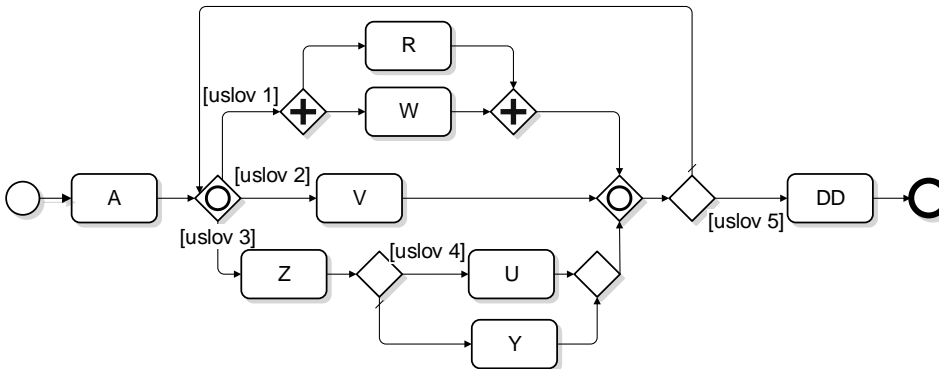 R
[uslov 1]
W
A
[uslov 2]
V
DD
[uslov 5]
[uslov 3]
[uslov 4]
Z
U
Y